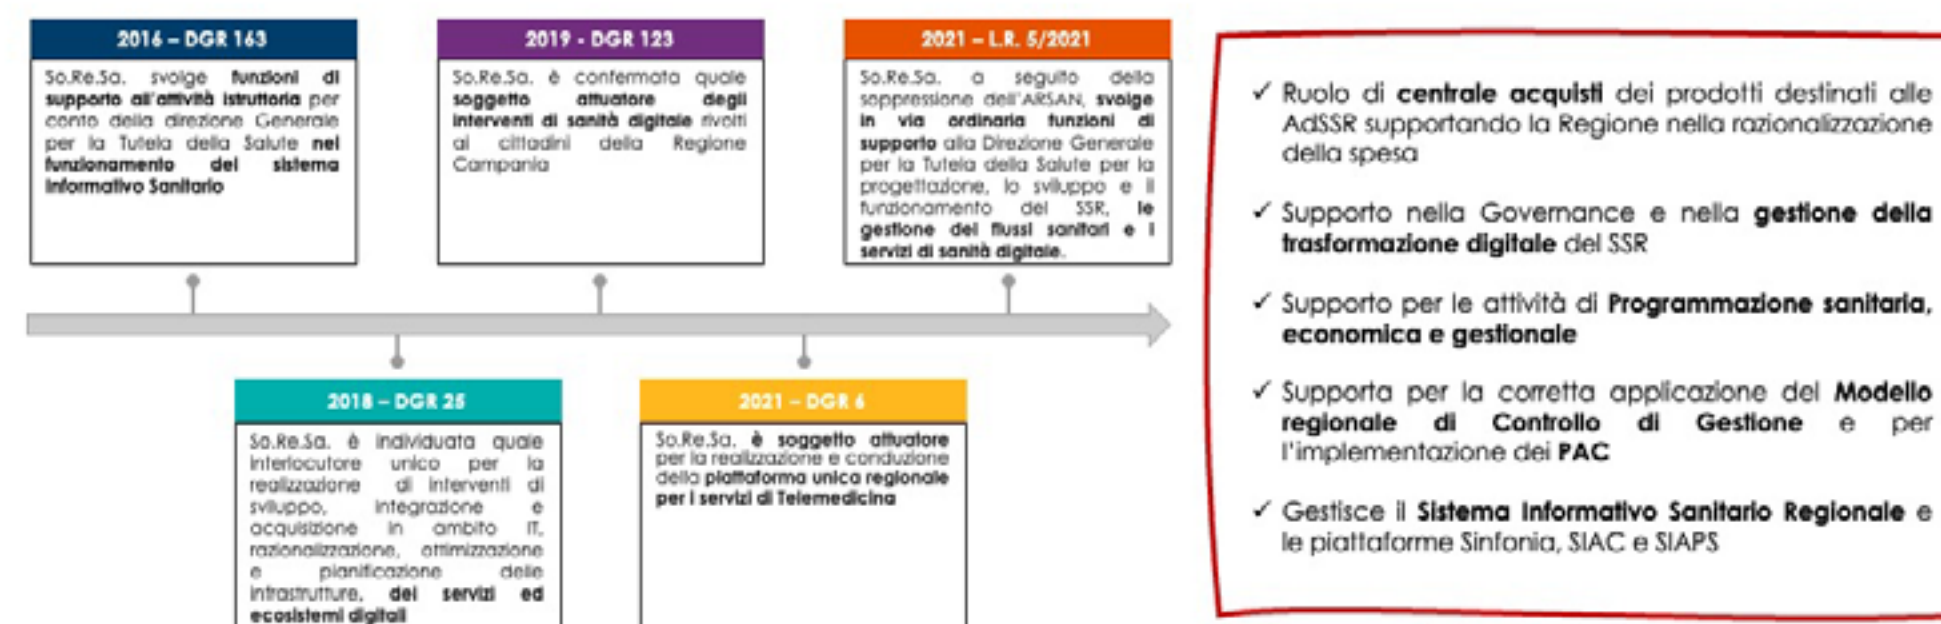 2016 – DGR 163
So.Re.Sa. svolge funzioni di
supporto all'attività istruttoria per
conto della direzione Generale
per la Tutela della Salute nel
funzionamento del sistema
Informativo Sanitario
2019 - DGR 123
So.Re.Sa. è confermata quale
soggetto attuatore degli
interventi di sanità digitale rivolti
ai cittadini della Regione
Campania
2021 – L.R. 5/2021
So.Re.Sa. a seguito della
soppressione dell'ARSAN, svolge
in via ordinaria funzioni di
supporto alla Direzione Generale
per la Tutela della Salute per la
progettazione, lo sviluppo e il
funzionamento del SSR, le
gestione dei flussi sanitari e i
servizi di sanità digitale.
2018 – DGR 25
So.Re.Sa. è individuata quale
interlocutore unico per la
realizzazione di interventi di
sviluppo, integrazione e
acquisizione in ambito IT,
razionalizzazione, ottimizzazione
e pianificazione delle
infrastrutture, dei servizi ed
ecosistemi digitali
2021 – DGR 6
So.Re.Sa. è soggetto attuatore
per la realizzazione e conduzione
della piattaforma unica regionale
per i servizi di Telemedicina
✓ Ruolo di centrale acquisti dei prodotti destinati alle
AdSSR supportando la Regione nella razionalizzazione
della spesa
✓ Supporto nella Governance e nella gestione della
trasformazione digitale del SSR
✓ Supporto per le attività di Programmazione sanitaria,
economica e gestionale
✓ Supporta per la corretta applicazione del Modello
regionale di Controllo di Gestione e per
l'implementazione dei PAC
✓ Gestisce il Sistema Informativo Sanitario Regionale e
le piattaforme Sinfonia, SIAC e SIAPS